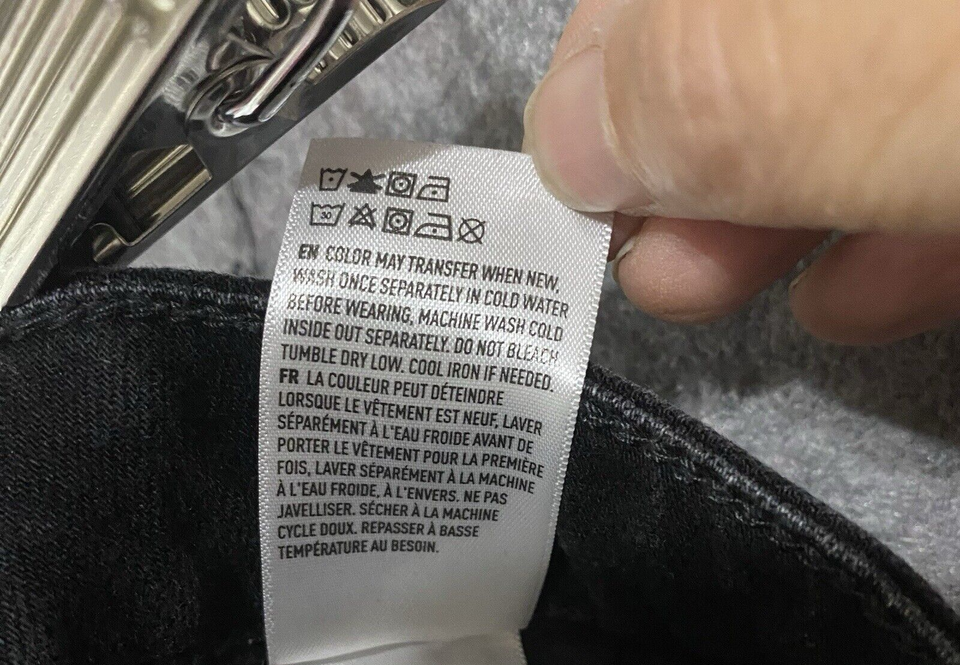 30
EN COLOR MAY TRANSFER WHEN NEW,
WASH ONCE SEPARATELY IN COLD WATER
BEFORE WEARING, MACHINE WASH COLD
INSIDE OUT SEPARATELY. DO NOT BLEACH
TUMBLE DRY LOW. COOL IRON IF NEEDED.
FR LA COULEUR PEUT DÉTEINDRE
LORSQUE LE VÊTEMENT EST NEUF, LAVER
SÉPARÉMENT À L'EAU FROIDE AVANT DE
PORTER LE VÊTEMENT POUR LA PREMIÈRE
FOIS, LAVER SÉPARÉMENT À LA MACHINE
À L'EAU FROIDE, À L'ENVERS. NE PAS
JAVELLISER. SÉCHER À LA MACHINE
CYCLE DOUX. REPASSER À BASSE
TEMPÉRATURE AU BESOIN.